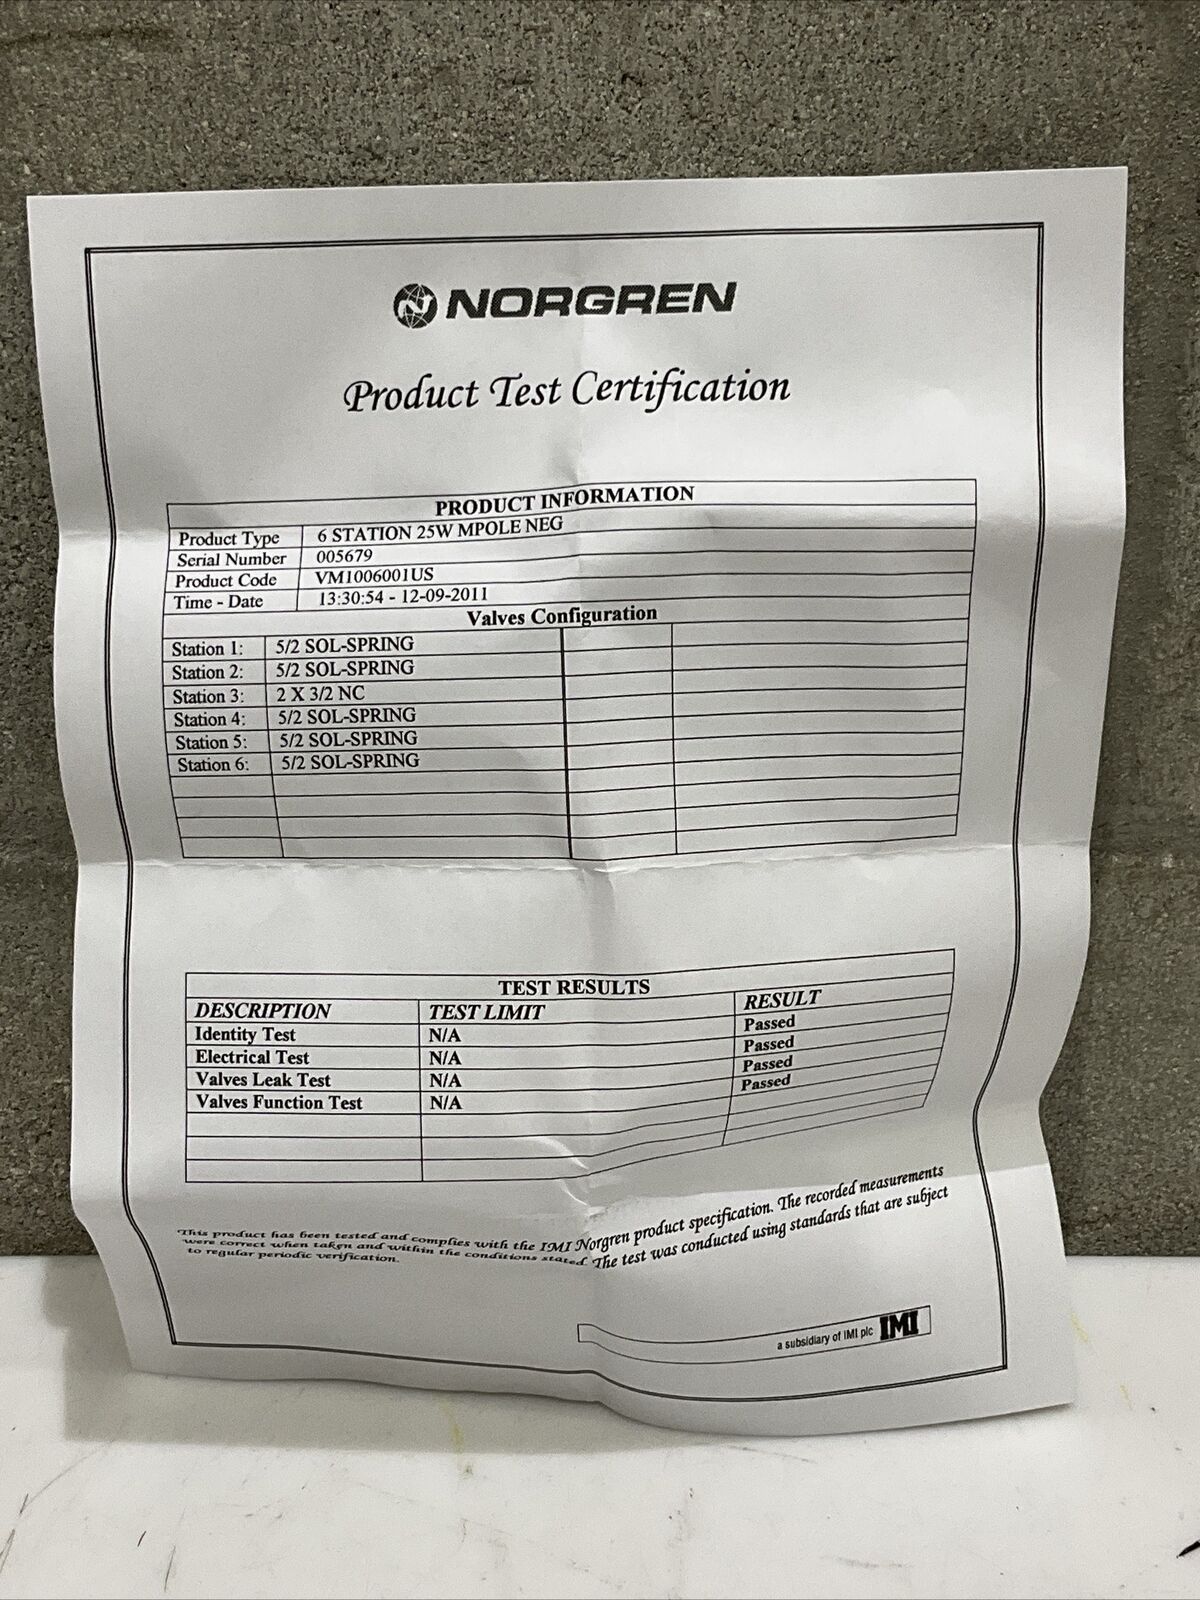 NORGREN
Product Test Certification
PRODUCT INFORMATION
Product Type 6 STATION 25W MPOLE NEG
Serial Number 005679
Product Code VM1006001US
Time - Date 13:30:54 - 12-09-2011
Valves Configuration
Station 1: 5/2 SOL-SPRING
Station 2: 5/2 SOL-SPRING
Station 3: 2 X 3/2 NC
Station 4: 5/2 SOL-SPRING
Station 5: 5/2 SOL-SPRING
Station 6: 5/2 SOL-SPRING
TEST RESULTS
DESCRIPTION TEST LIMIT RESULT
Identity Test N/A Passed
Electrical Test N/A Passed
Valves Leak Test N/A Passed
Valves Function Test N/A Passed
This product has been tested and complies with the IMI Norgren product specification. The recorded measurements
were correct when taken and within the conditions stated. The test was conducted using standards that are subject
to regular periodic verification.
a subsidiary of IMI plc IMI